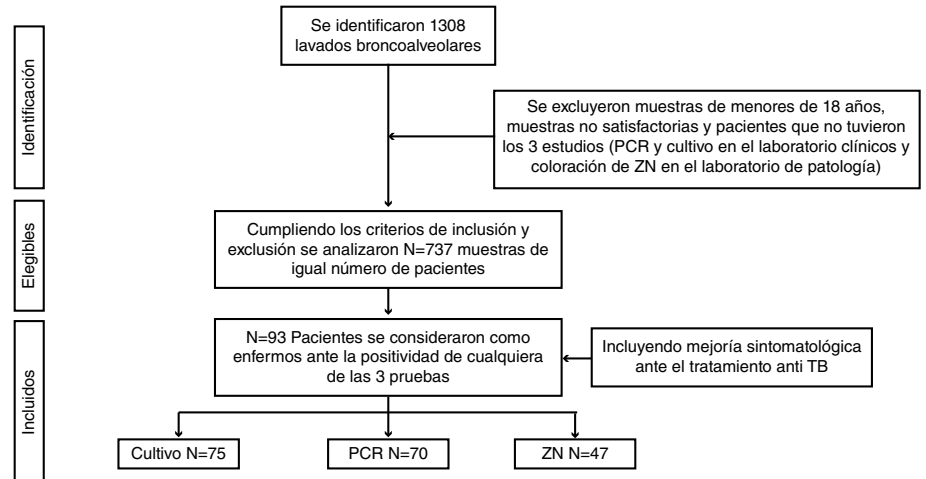 Identificación
Se identificaron 1308
lavados broncoalveolares
Se excluyeron muestras de menores de 18 años,
muestras no satisfactorias y pacientes que no tuvieron
los 3 estudios (PCR y cultivo en el laboratorio clínicos y
coloración de ZN en el laboratorio de patología)
Elegibles
Cumpliendo los criterios de inclusión y
exclusión se analizaron N=737 muestras de
igual número de pacientes
Incluidos
N=93 Pacientes se consideraron como
enfermos ante la positividad de cualquiera
de las 3 pruebas
Incluyendo mejoría sintomatológica
ante el tratamiento anti TB
Cultivo N=75
PCR N=70
ZN N=47